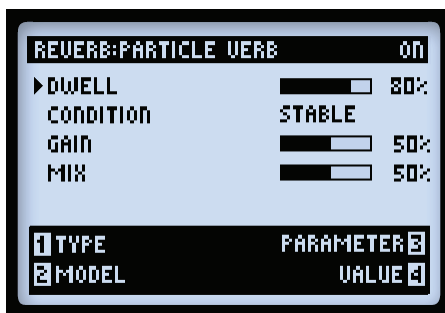 REVERB:PARTICLE VERB on
DWELL 80%
CONDITION STABLE
GAIN 50%
MIX 50%
1 TYPE PARAMETER 3
2 MODEL VALUE 4